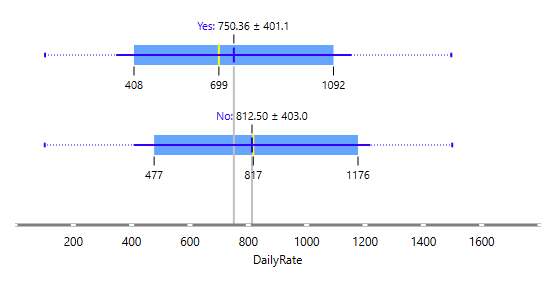 Yes: 750.36 ± 401.1
408 699 1092
No: 812.50 ± 403.0
477 817 1176
200 400 600 800 1000 1200 1400 1600
DailyRate